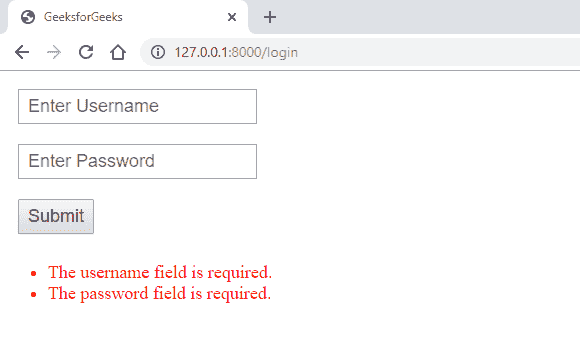 GeeksforGeeks
127.0.0.1:8000/login
Enter Username
Enter Password
Submit
The username field is required.
The password field is required.